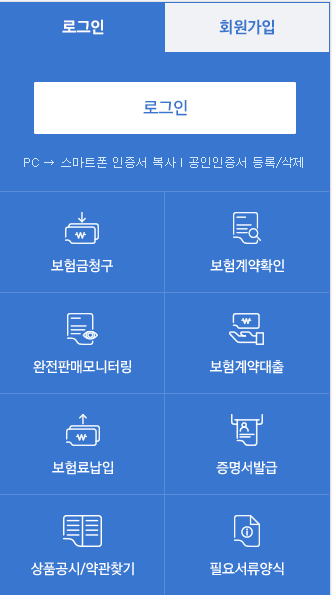 로그인 회원가입
로그인
PC → 스마트폰 인증서 복사 | 공인인증서 등록/삭제
보험금청구 보험계약확인
완전판매모니터링 보험계약대출
보험료납입 증명서발급
상품공시/약관찾기 필요서류양식